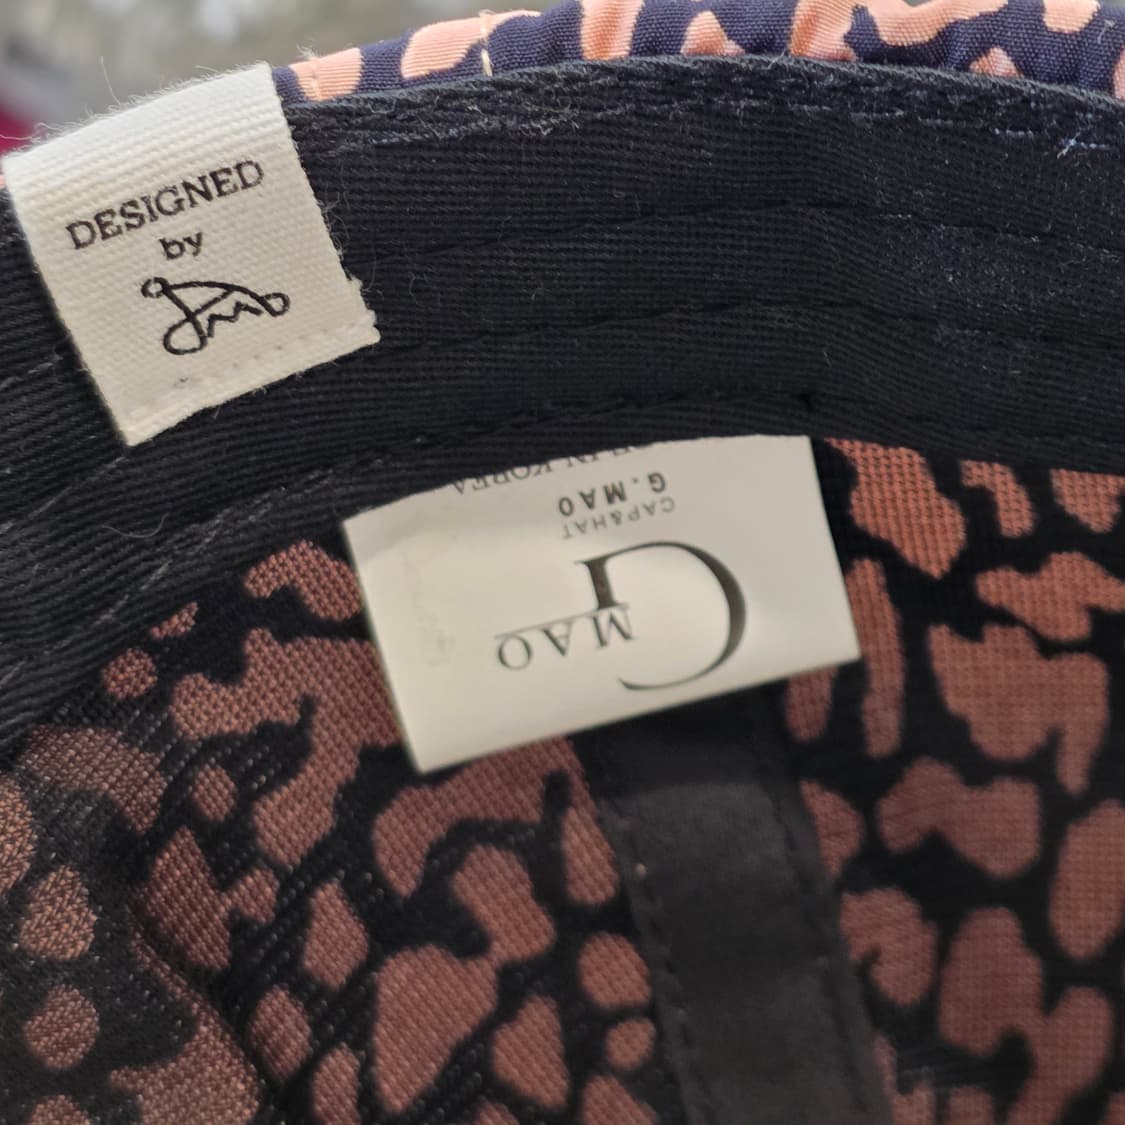 DESIGNED
by
G
MAO
CAP&HAT
G.MAO
IN KOREA